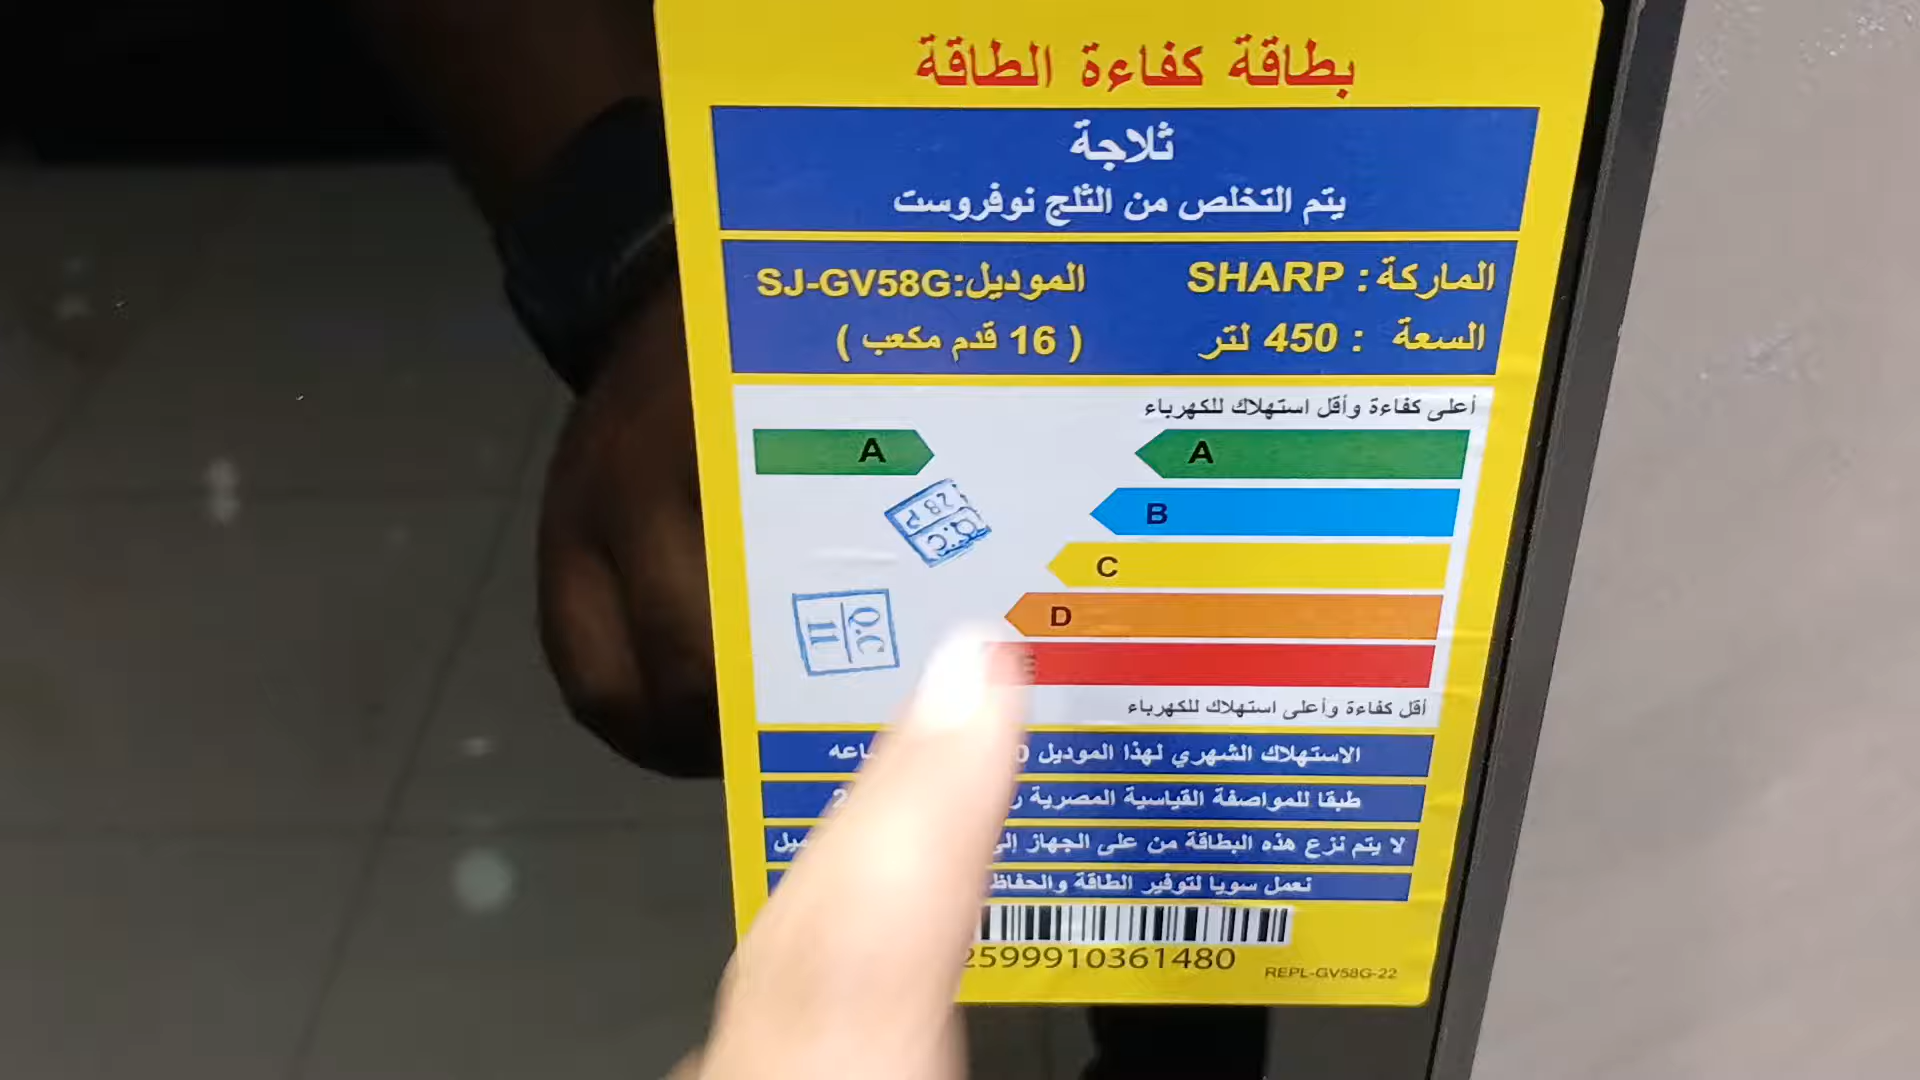 بطاقة كفاءة الطاقة
ثلاجة
يتم التخلص من الثلج نوفروست
الماركة : SHARP الموديل:SJ-GV58G
السعة : 450 لتر ( 16 قدم مكعب )
أعلى كفاءة وأقل استهلاك للكهرباء
A A
B
C
D
E
28 P
Q.C
Q.C
11
أقل كفاءة وأعلى استهلاك للكهرباء
الاستهلاك الشهري لهذا الموديل
طبقا للمواصفة القياسية المصرية
لا يتم نزع هذه البطاقة من على الجهاز
نعمل سويا لتوفير الطاقة
2599910361480
REPL-GV58G-22